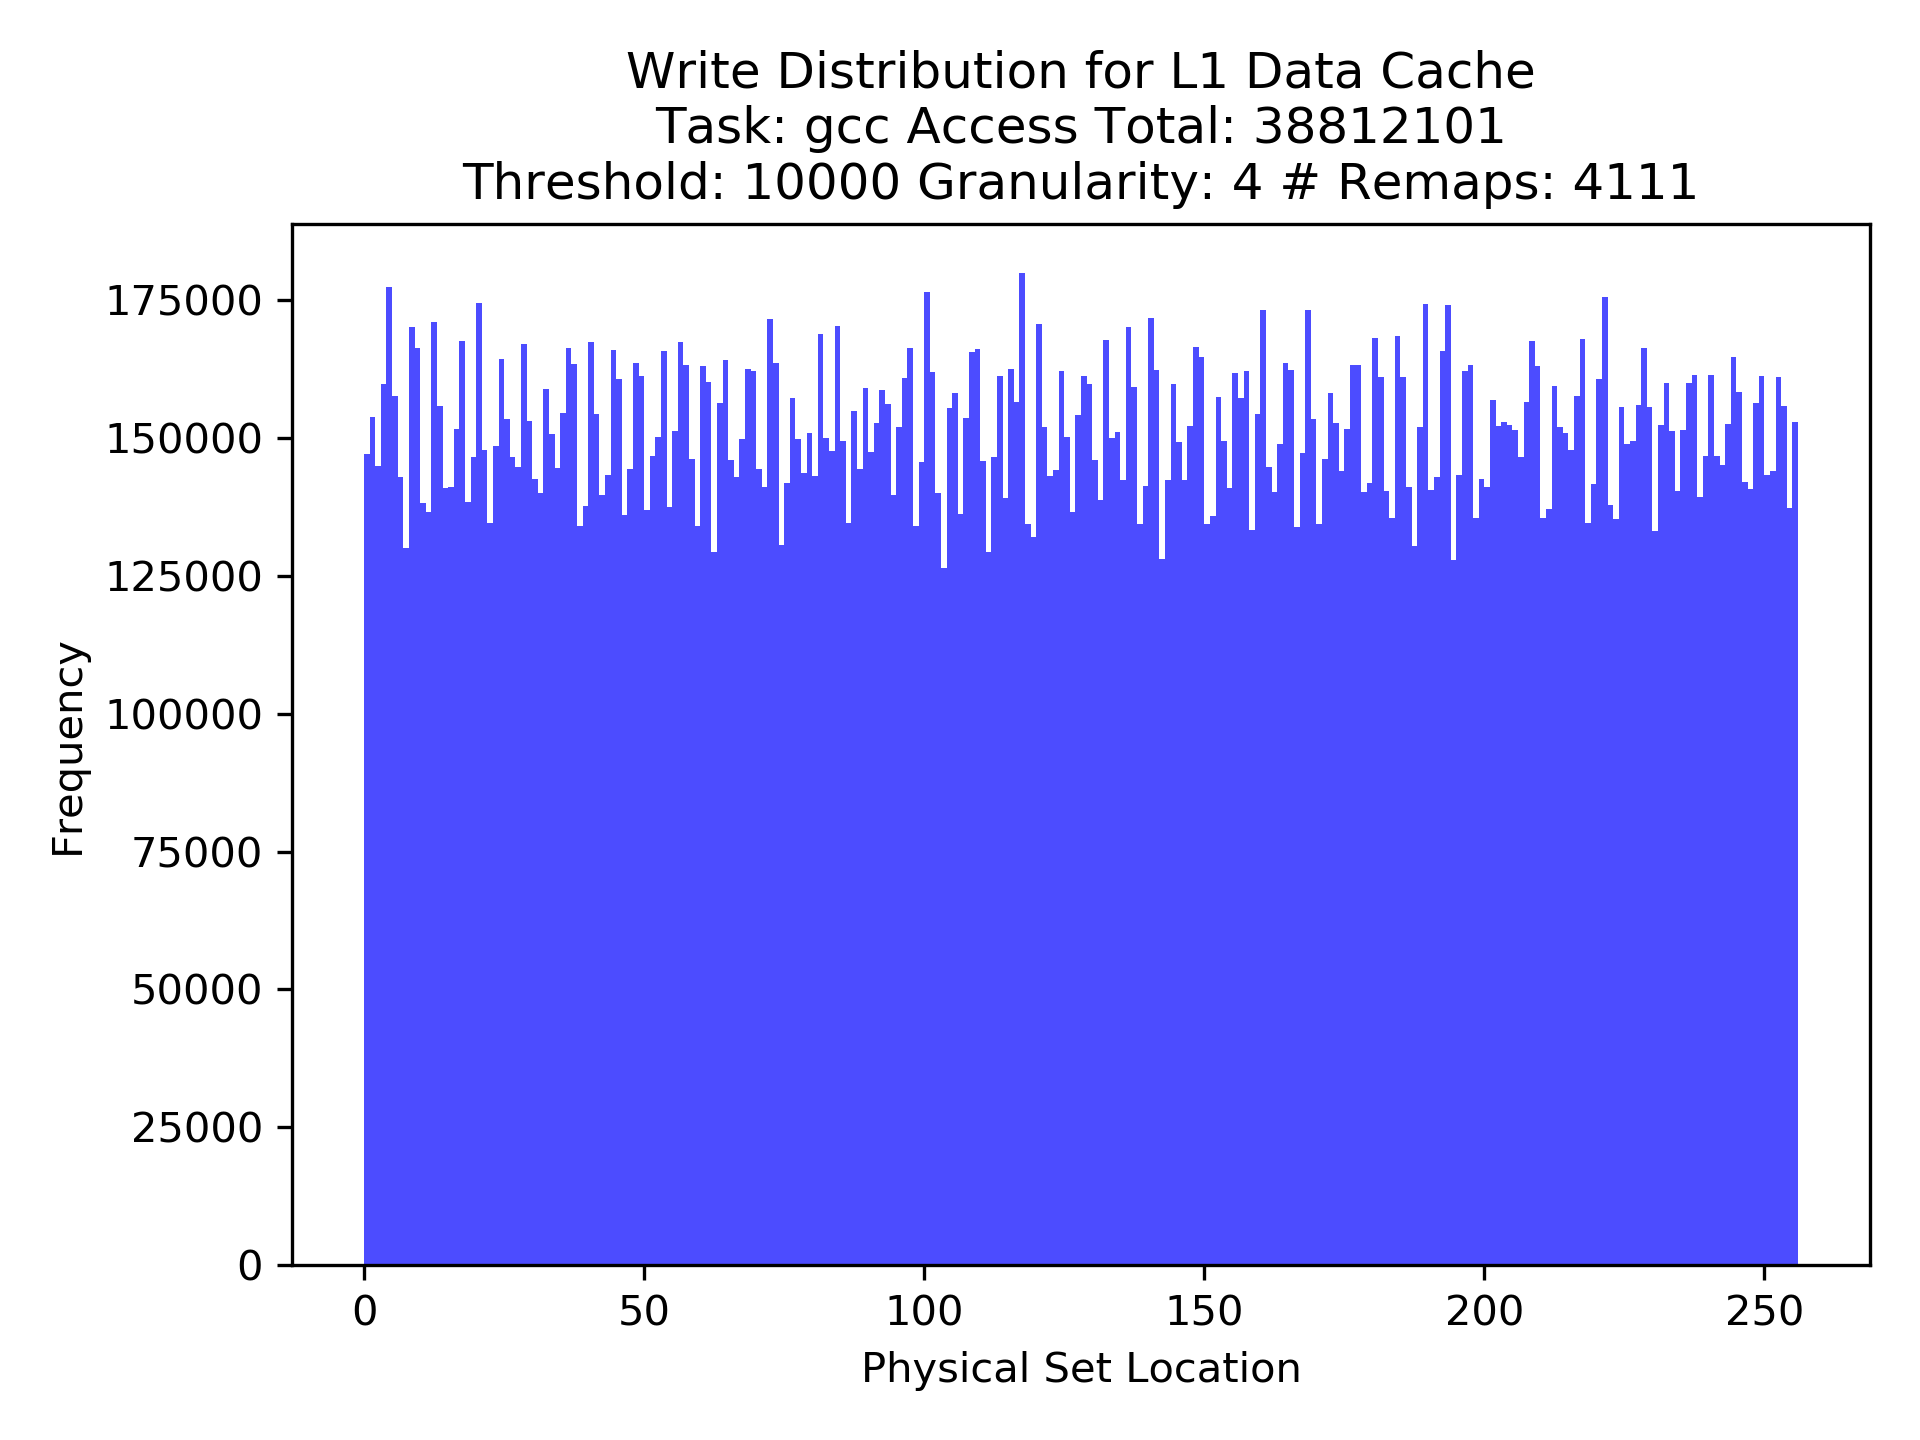 Write Distribution for L1 Data Cache
Task: gcc Access Total: 38812101
Threshold: 10000 Granularity: 4 # Remaps: 4111
175000
150000
125000
100000
75000
50000
25000
0
Frequency
0 50 100 150 200 250
Physical Set Location